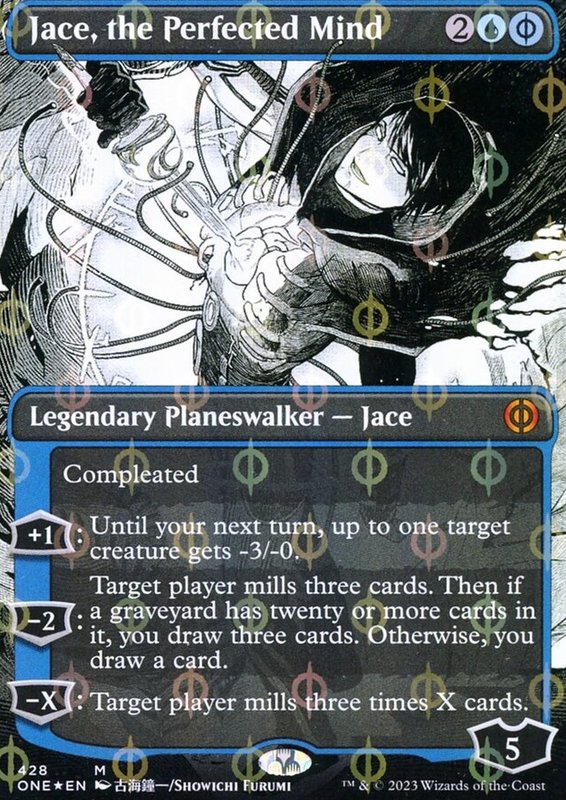 Jace, the Perfected Mind 2
Legendary Planeswalker — Jace
Compleated
+1: Until your next turn, up to one target
creature gets -3/-0.
Target player mills three cards. Then if
−2: a graveyard has twenty or more cards in
it, you draw three cards. Otherwise, you
draw a card.
−X: Target player mills three times X cards.
5
428 M
ONE★EN 古海鐘一/SHOWICHI FURUMI ™ & © 2023 Wizards of the Coast